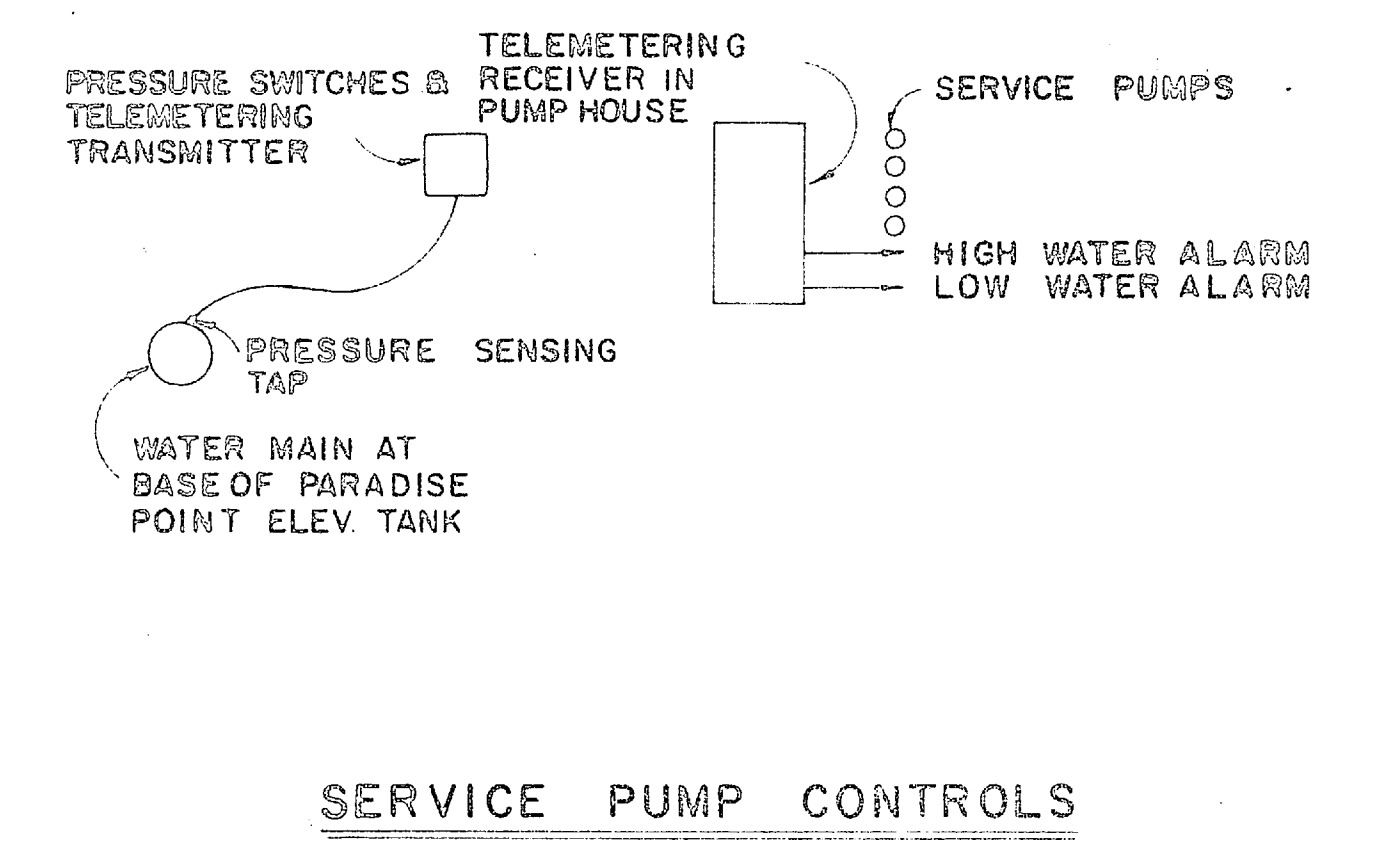 PRESSURE SWITCHES &
TELEMETERING
TRANSMITTER
TELEMETERING
RECEIVER IN
PUMP HOUSE
SERVICE PUMPS
HIGH WATER ALARM
LOW WATER ALARM
PRESSURE SENSING
TAP
WATER MAIN AT
BASE OF PARADISE
POINT ELEV. TANK
SERVICE PUMP CONTROLS